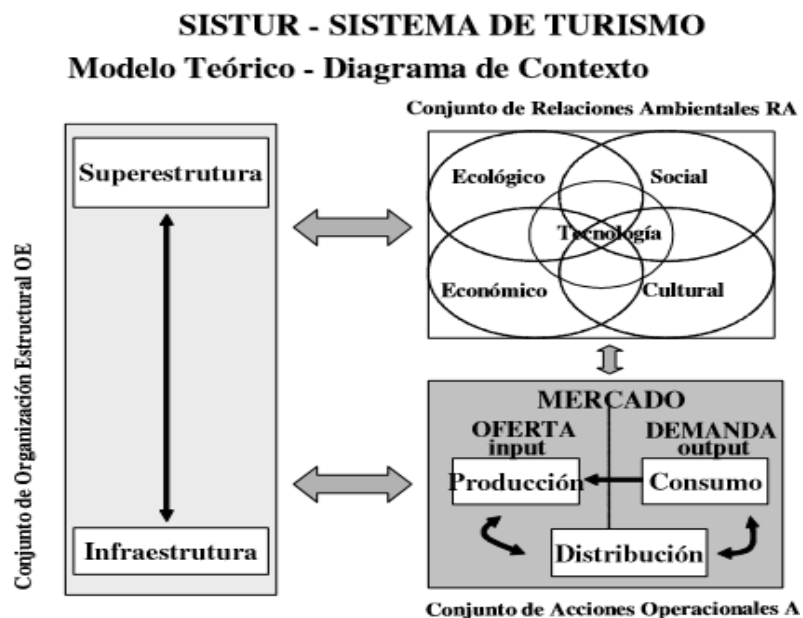 SISTUR - SISTEMA DE TURISMO
Modelo Teórico - Diagrama de Contexto
Conjunto de Organización Estructural OE
Superestrutura
Infraestrutura
Conjunto de Relaciones Ambientales RA
Ecológico
Social
Tecnología
Económico
Cultural
MERCADO
OFERTA
input
DEMANDA
output
Producción
Consumo
Distribución
Conjunto de Acciones Operacionales A